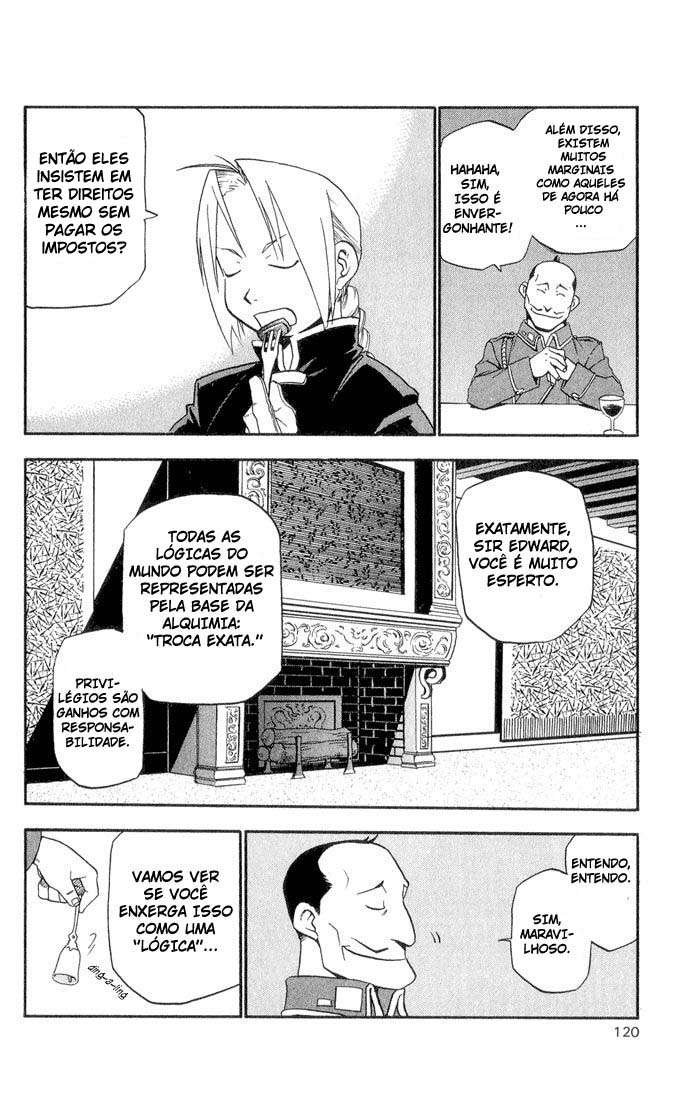 ALÉM DISSO,
EXISTEM
MUITOS
MARGINAIS
COMO AQUELES
DE AGORA HÁ
POUCO
...
HAHAHA,
SIM,
ISSO É
ENVER-
GONHANTE!
ENTÃO ELES
INSISTEM EM
TER DIREITOS
MESMO SEM
PAGAR OS
IMPOSTOS?
EXATAMENTE,
SIR EDWARD,
VOCÊ É MUITO
ESPERTO.
TODAS AS
LÓGICAS DO
MUNDO PODEM SER
REPRESENTADAS
PELA BASE DA
ALQUIMIA:
"TROCA EXATA."
PRIVI-
LÉGIOS SÃO
GANHOS COM
RESPONSA-
BILIDADE.
ENTENDO,
ENTENDO.
SIM,
MARAVI-
LHOSO.
VAMOS VER
SE VOCÊ
ENXERGA ISSO
COMO UMA
"LÓGICA"...
ding-a-ling
120